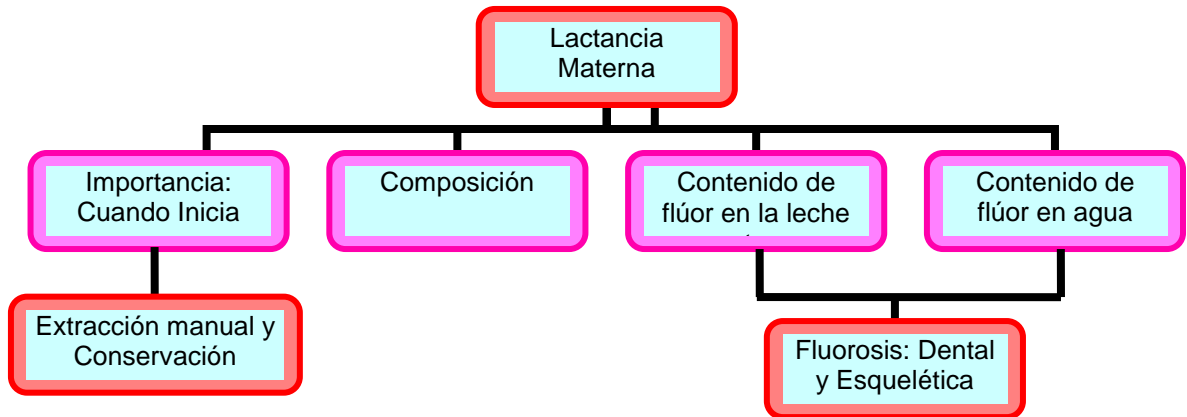 Lactancia
Materna
Importancia:
Cuando Inicia
Composición
Contenido de
flúor en la leche
Contenido de
flúor en agua
Extracción manual y
Conservación
Fluorosis: Dental
y Esquelética